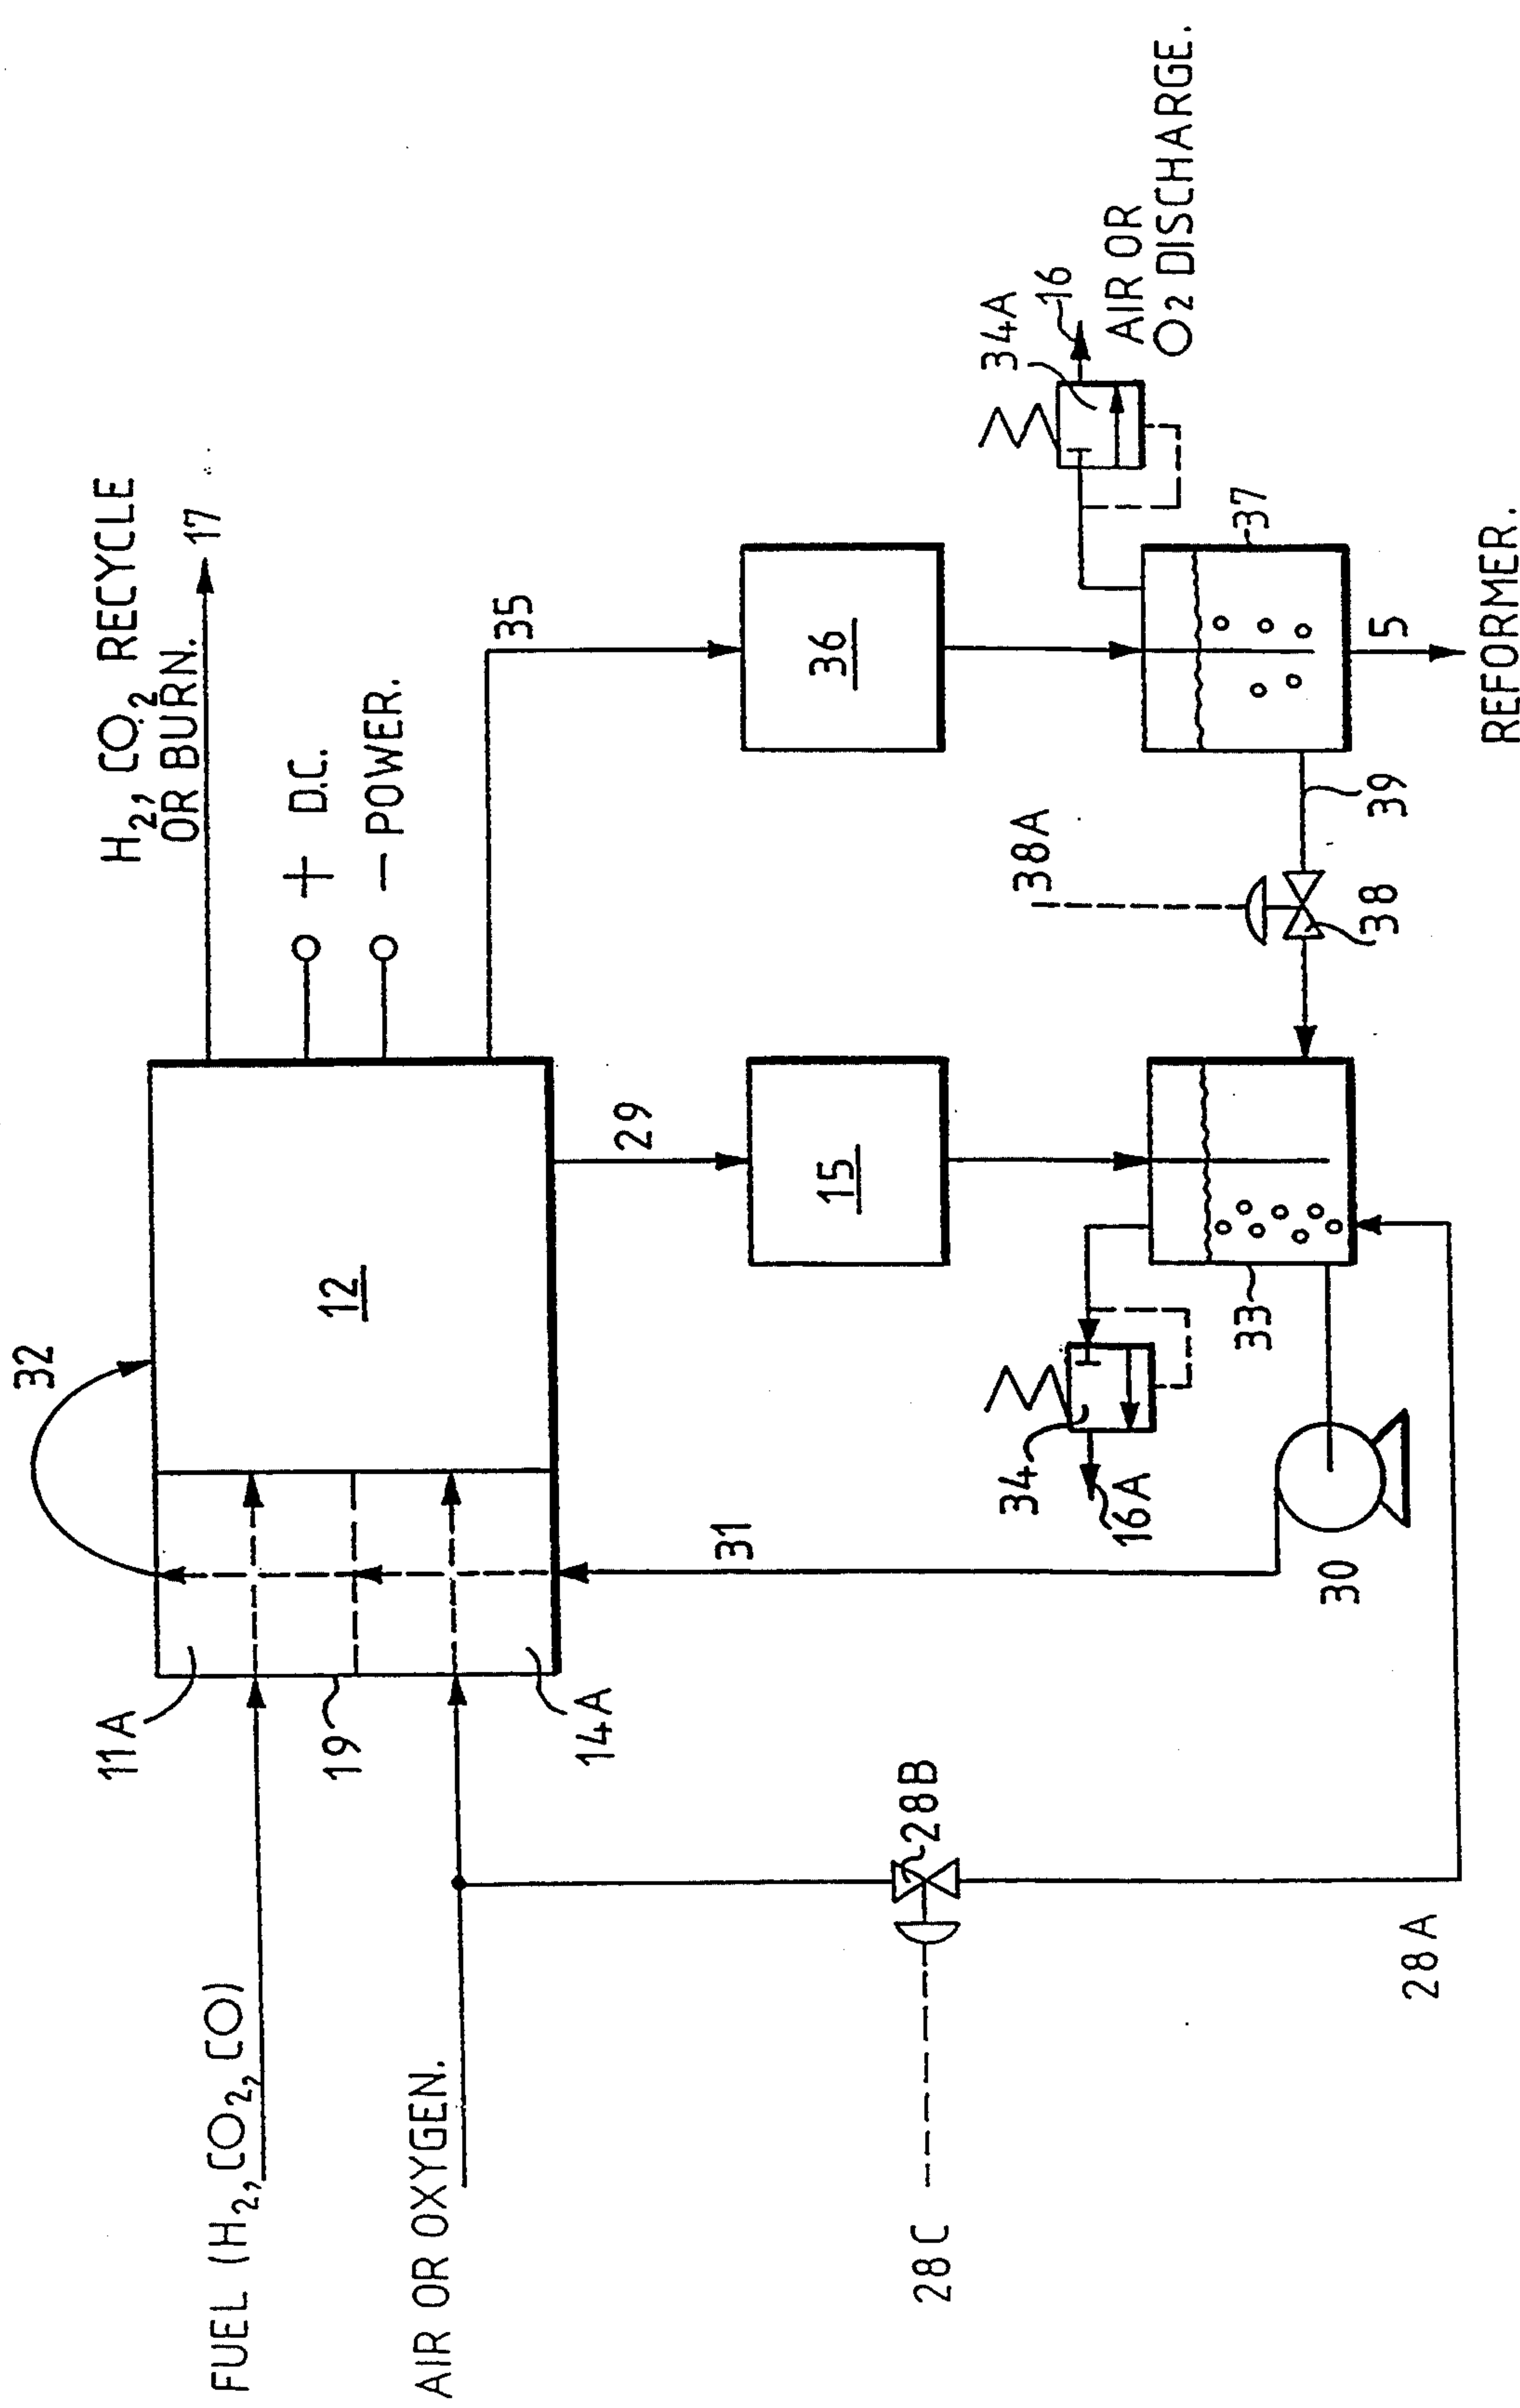 H2, CO2 RECYCLE
OR BURN.
17
+ D.C.
− POWER.
32
12
11A
19
14A
FUEL (H2, CO2, CO)
AIR OR OXYGEN.
35
29
36
15
31
34A
16
AIR OR
O2 DISCHARGE.
37
5
REFORMER.
39
38A
38
33
34
16A
30
28B
28A
28C